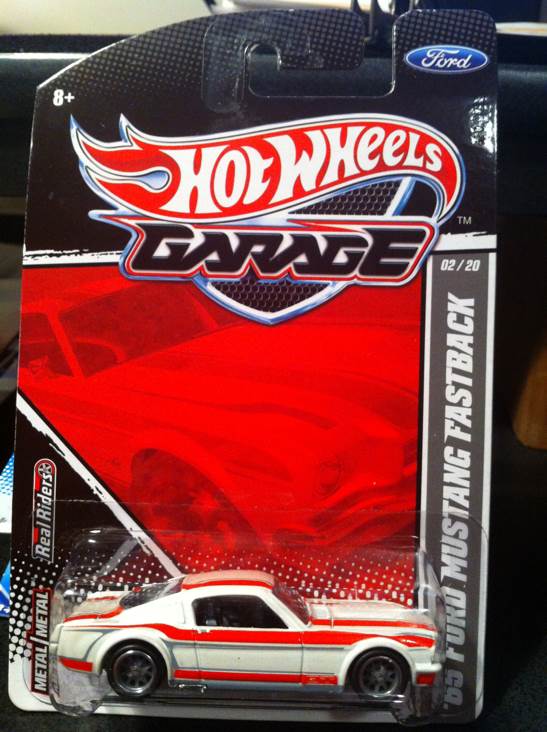 8+
Ford
HOT WHEELS
TM
GARAGE
02/20
'65 FORD MUSTANG FASTBACK
Real Riders
METAL/METAL